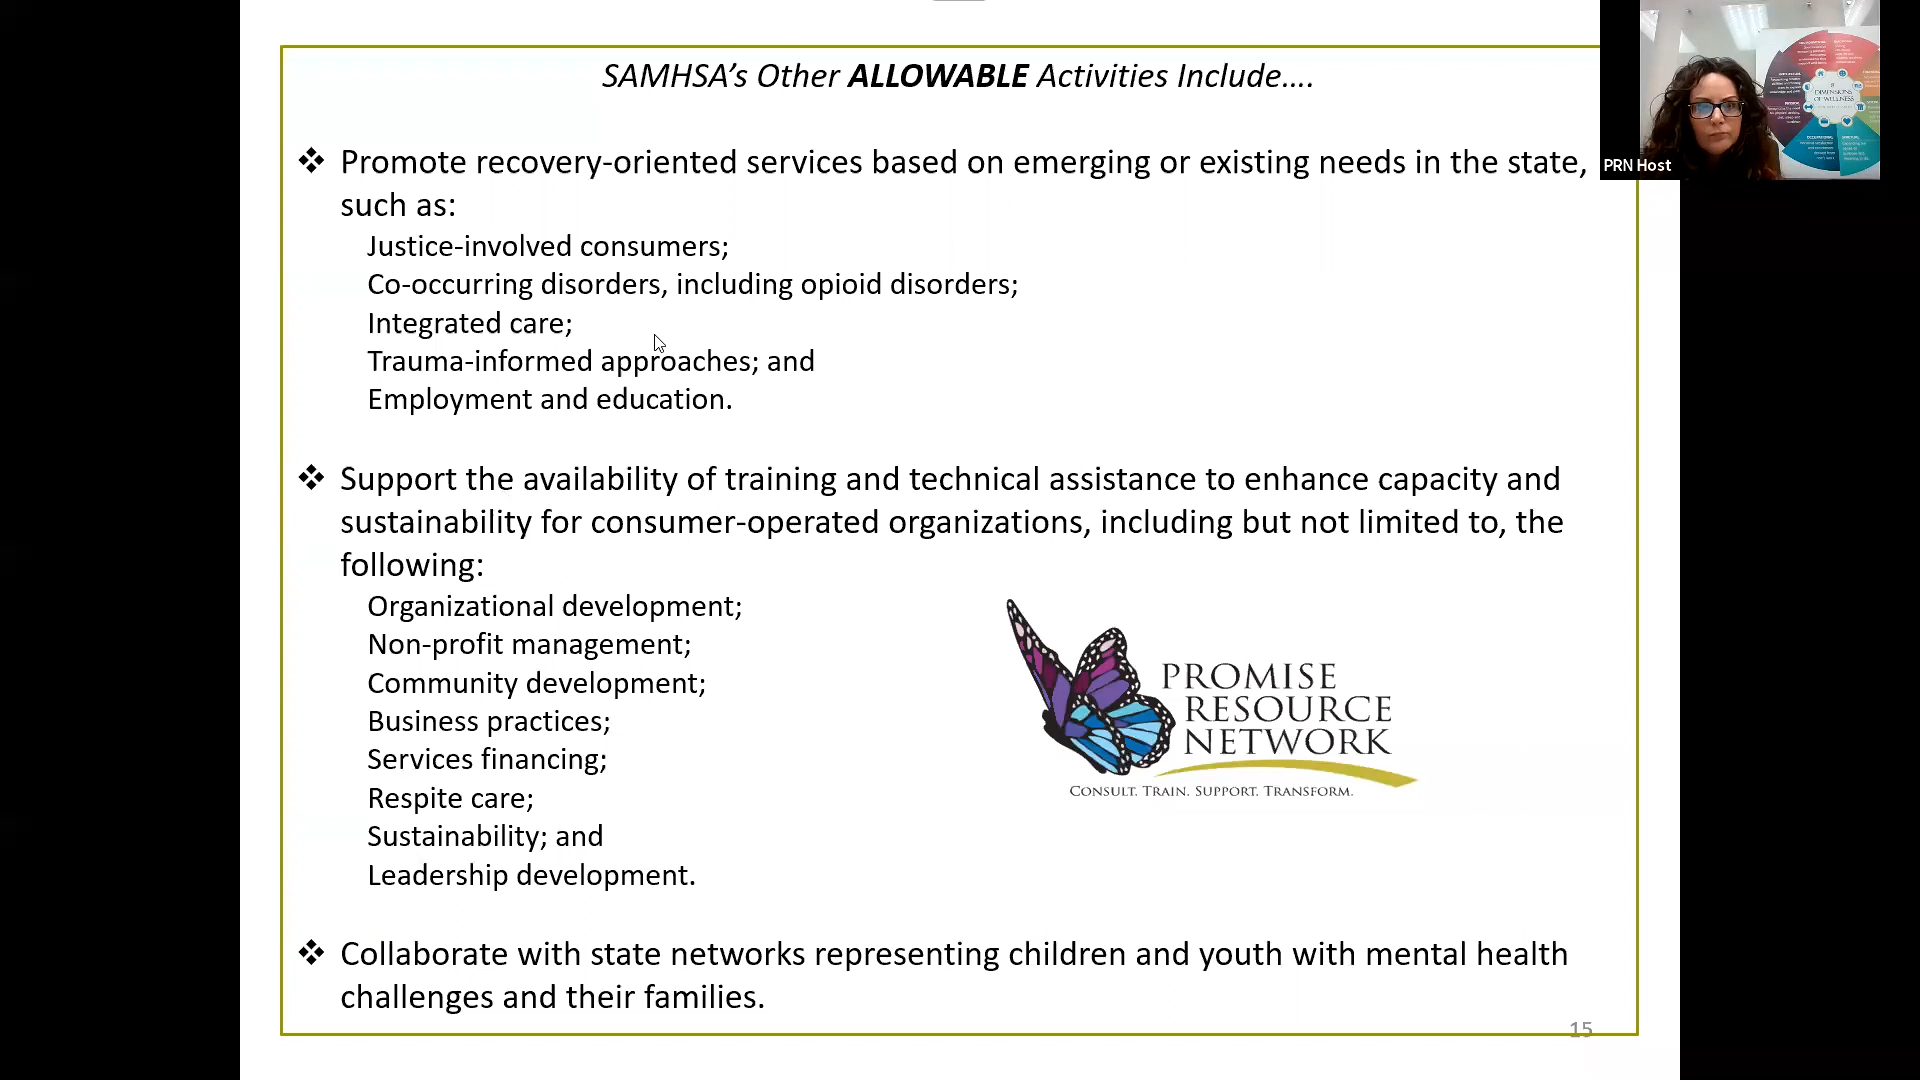 SAMHSA's Other ALLOWABLE Activities Include....
❖ Promote recovery-oriented services based on emerging or existing needs in the state,
such as:
Justice-involved consumers;
Co-occurring disorders, including opioid disorders;
Integrated care;
Trauma-informed approaches; and
Employment and education.
❖ Support the availability of training and technical assistance to enhance capacity and
sustainability for consumer-operated organizations, including but not limited to, the
following:
Organizational development;
Non-profit management;
Community development;
Business practices;
Services financing;
Respite care;
Sustainability; and
Leadership development.
PROMISE
RESOURCE
NETWORK
CONSULT. TRAIN. SUPPORT. TRANSFORM.
❖ Collaborate with state networks representing children and youth with mental health
challenges and their families.
15
PRN Host
8
DIMENSIONS
OF WELLNESS